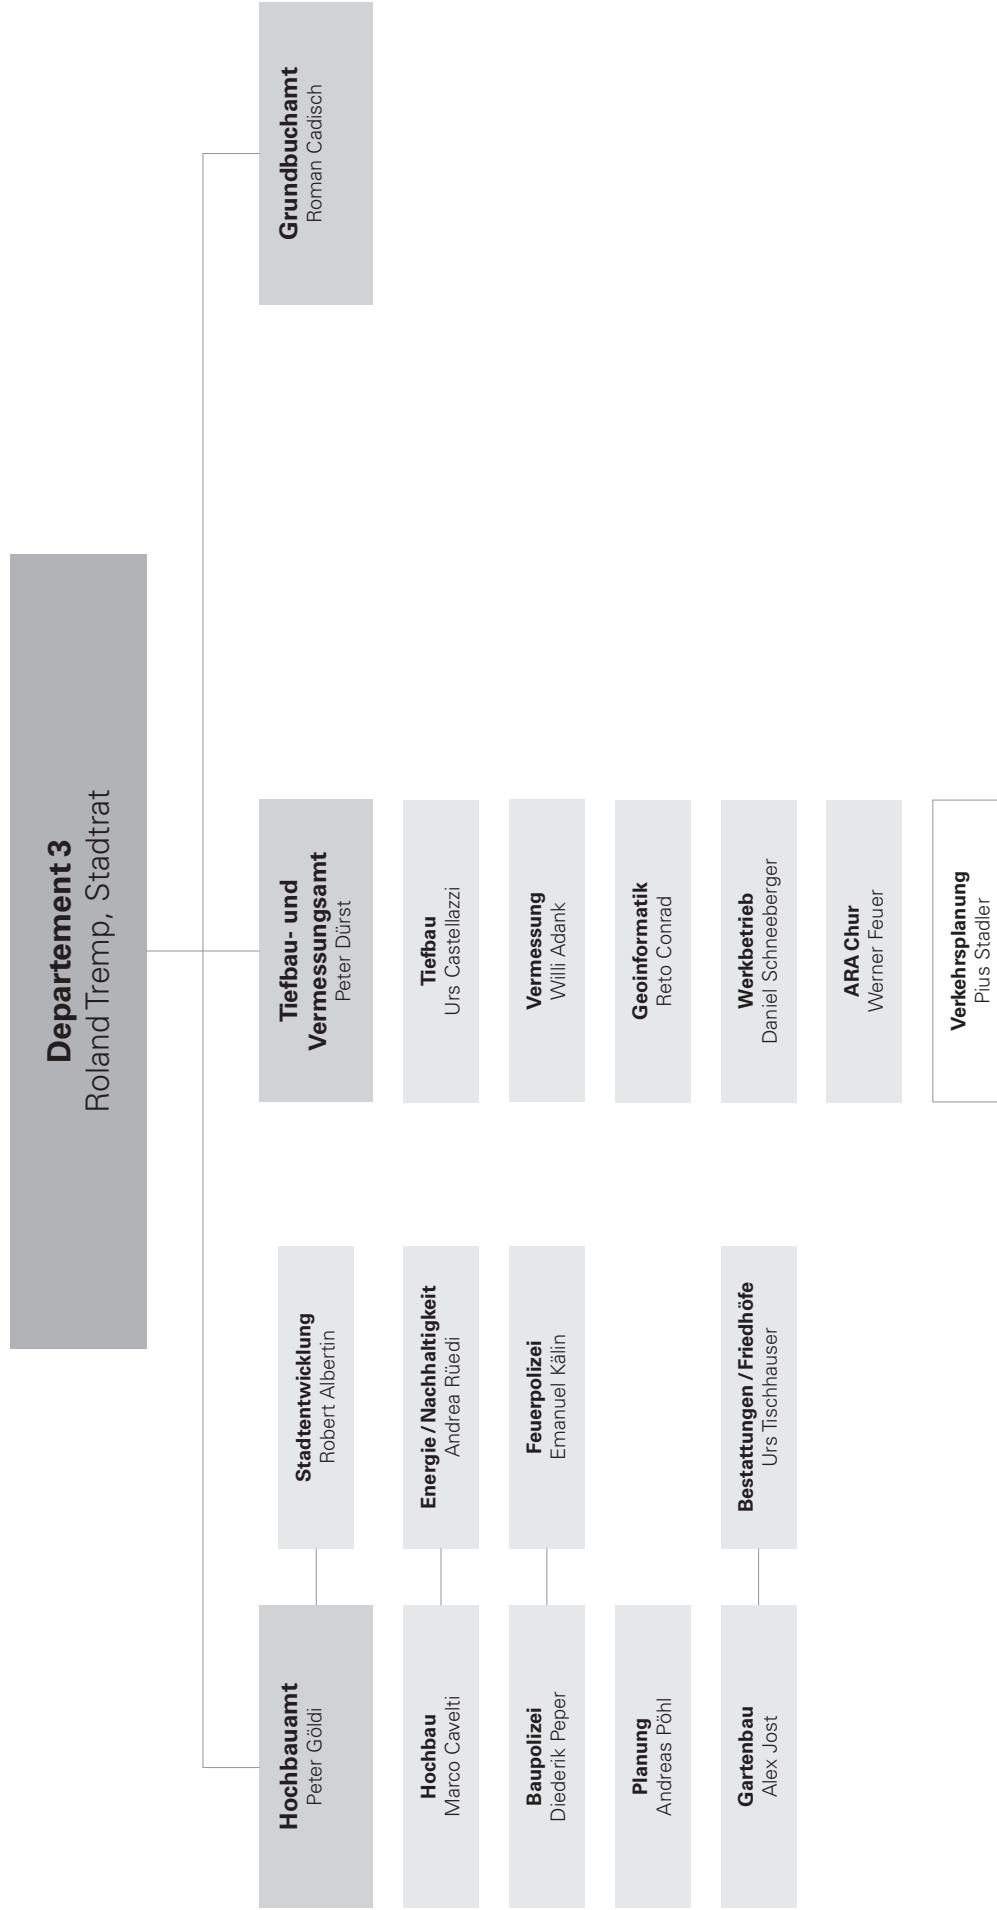 Departement 3
Roland Tremp, Stadtrat
Hochbauamt
Peter Göldi
Stadtentwicklung
Robert Albertin
Hochbau
Marco Cavelti
Energie / Nachhaltigkeit
Andrea Rüedi
Baupolizei
Diederik Peper
Feuerpolizei
Emanuel Kälin
Planung
Andreas Pöhl
Gartenbau
Alex Jost
Bestattungen / Friedhöfe
Urs Tischhauser
Tiefbau- und
Vermessungsamt
Peter Dürst
Tiefbau
Urs Castellazzi
Vermessung
Willi Adank
Geoinformatik
Reto Conrad
Werkbetrieb
Daniel Schneeberger
ARA Chur
Werner Feuer
Verkehrsplanung
Pius Stadler
Grundbuchamt
Roman Cadisch